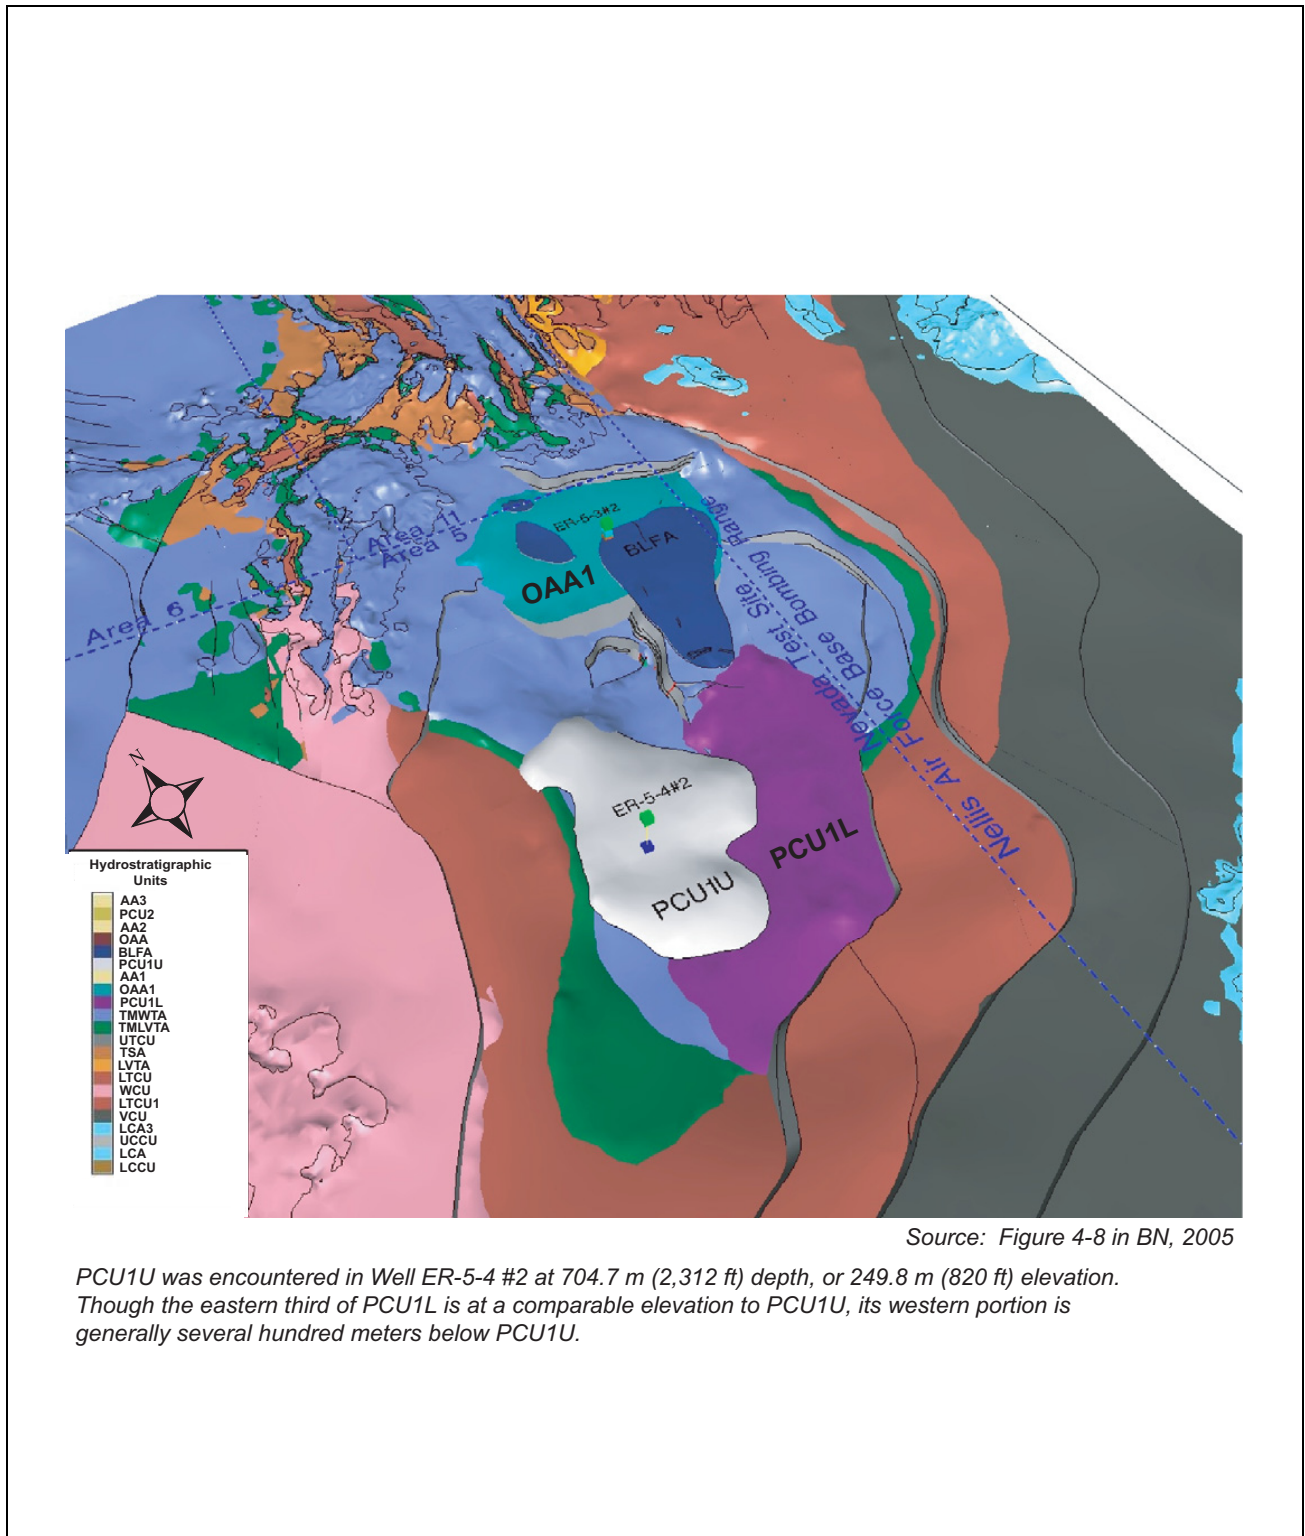 ER-5-3#2
BLFA
OAA1
Area 11
Area 5
Area 6
Nevada Test Site
Nellis Air Force Base Bombing Range
ER-5-4#2
PCU1U
PCU1L
N
Hydrostratigraphic
Units
AA3
PCU2
AA2
OAA
BLFA
PCU1U
AA1
OAA1
PCU1L
TMWTA
TMLVTA
UTCU
TSA
LVTA
LTCU
WCU
LTCU1
VCU
LCA3
UCCU
LCA
LCCU
Source: Figure 4-8 in BN, 2005
PCU1U was encountered in Well ER-5-4 #2 at 704.7 m (2,312 ft) depth, or 249.8 m (820 ft) elevation.
Though the eastern third of PCU1L is at a comparable elevation to PCU1U, its western portion is
generally several hundred meters below PCU1U.